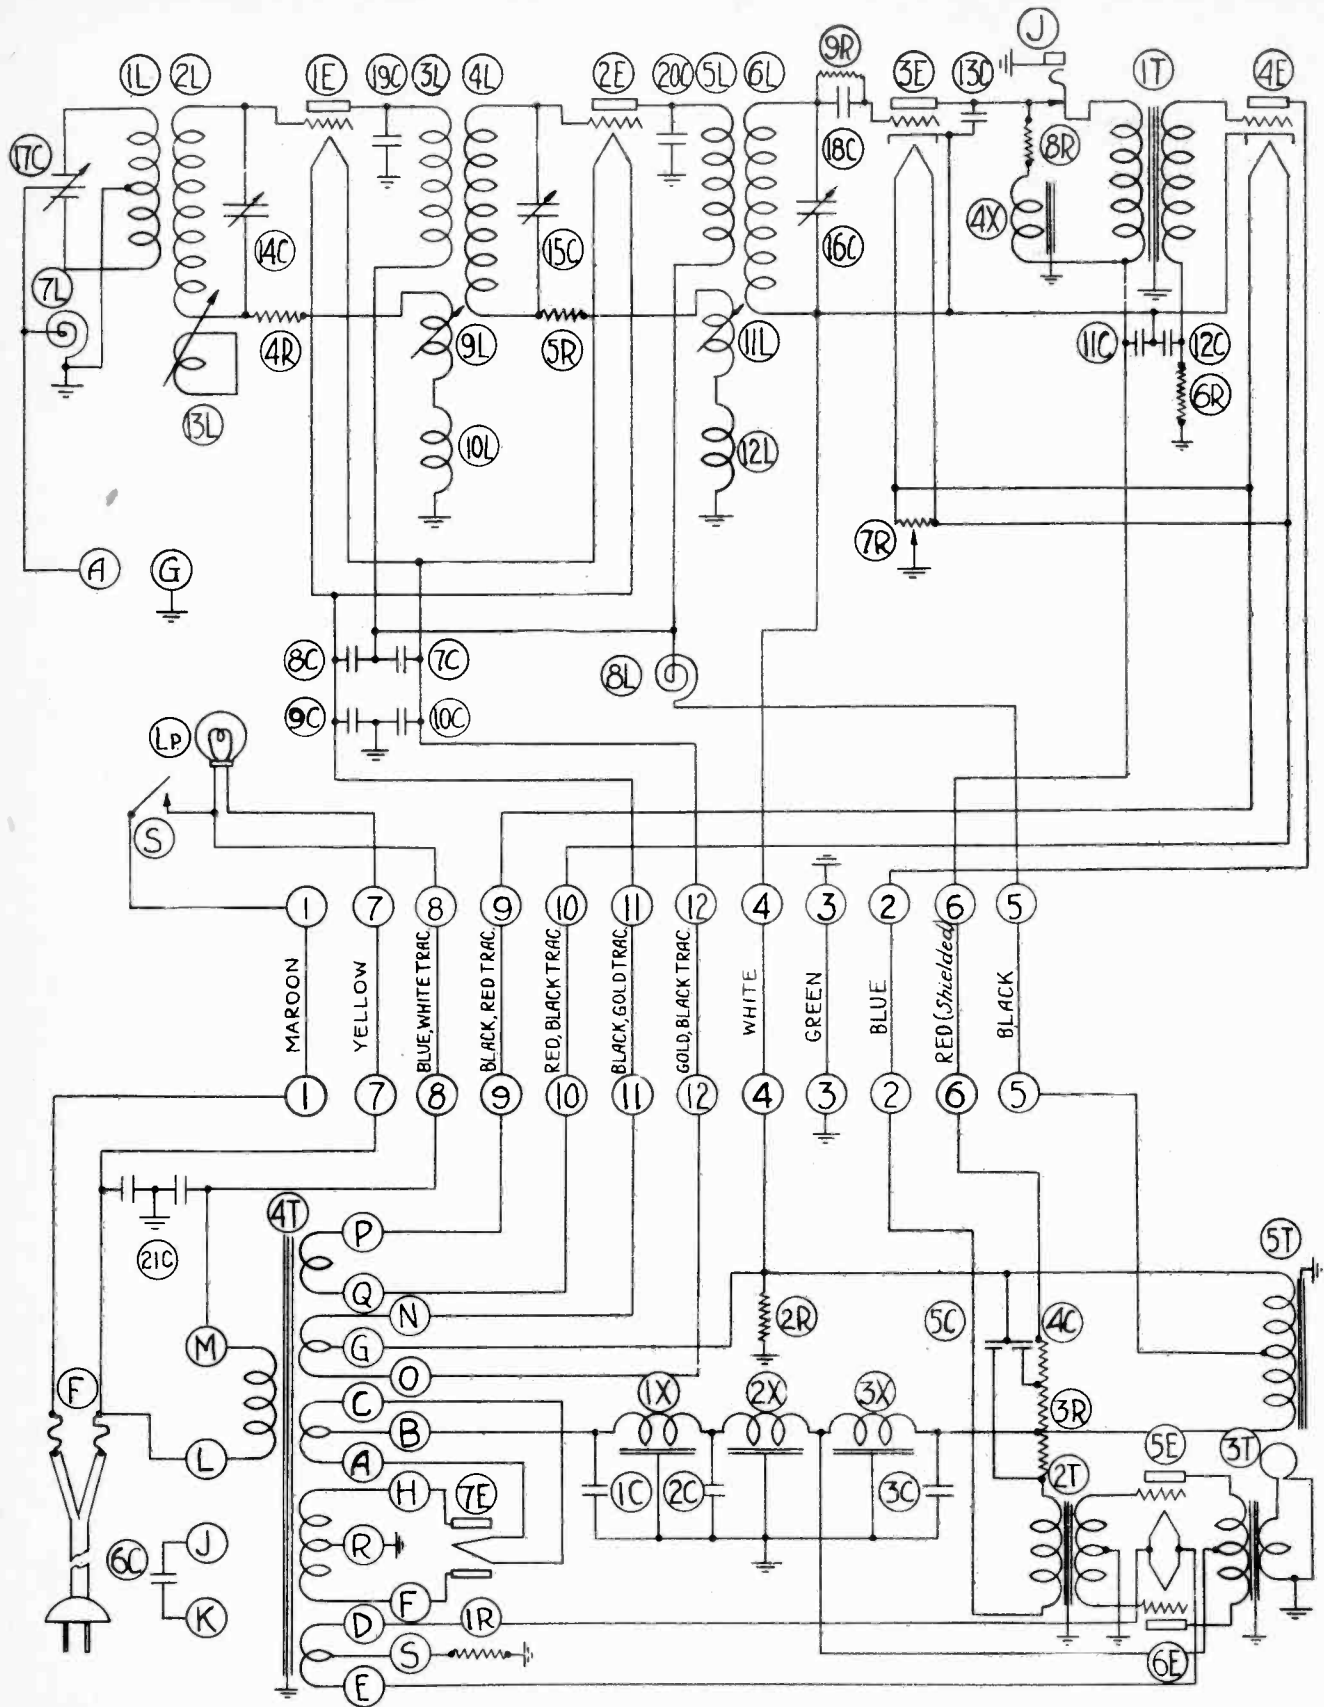 J
1L 2L 1E 19C 3L 4L 2E 20C 5L 6L 9R 3E 13C 1T 4E
17C 18C 8R
14C 15C 16C 4X
7L 4R 9L 5R 11L 11C 12C
13L 10L 12L 6R
7R
A G
8C 7C 8L
9C 10C
Lp
S
1 7 8 9 10 11 12 4 3 2 6 5
MAROON
YELLOW
BLUE, WHITE TRAC.
BLACK, RED TRAC.
RED, BLACK TRAC.
BLACK, GOLD TRAC.
GOLD, BLACK TRAC.
WHITE
GREEN
BLUE
RED (Shielded)
BLACK
1 7 8 9 10 11 12 4 3 2 6 5
4T P 5T
21C
Q N 2R 5C 4C
M G
O
F C 1X 2X 3X 3R
L B 5E 3T
A 2T
H 7E 1C 2C 3C
6C J R
K F
D 1R
S 6E
E